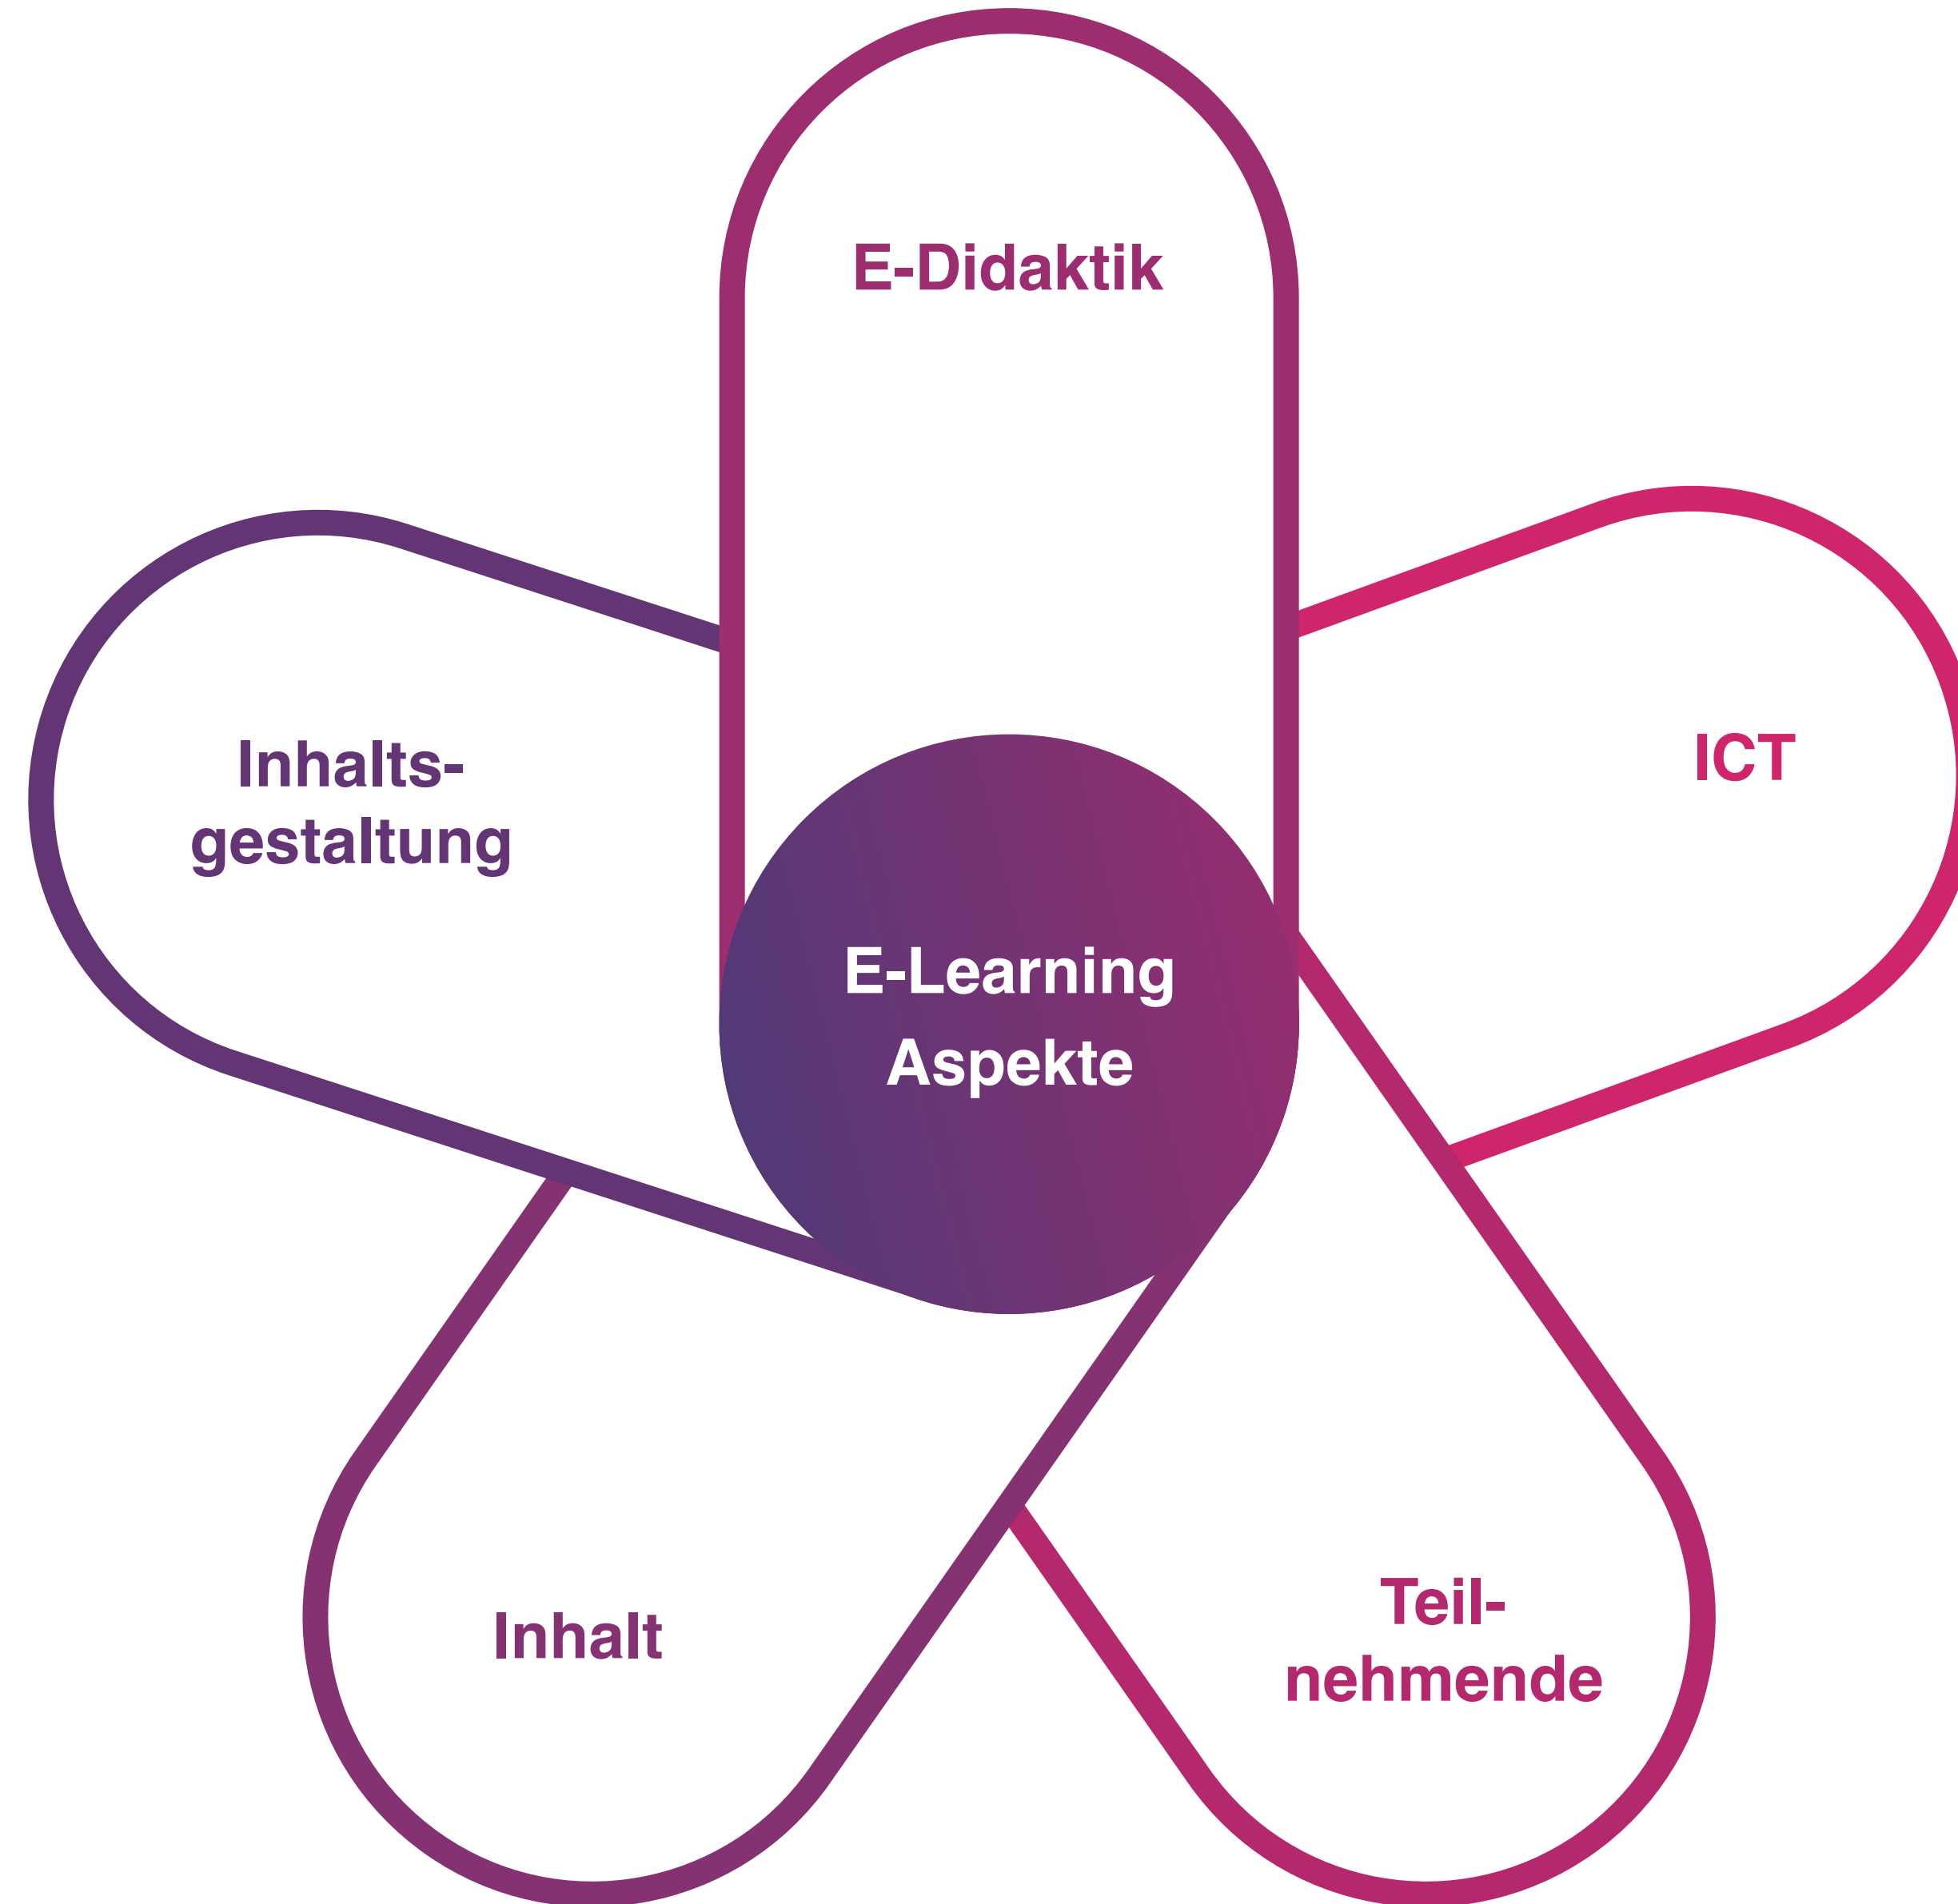 E-Didaktik
Inhalts-
gestaltung
ICT
E-Learning
Aspekte
Inhalt
Teil-
nehmende